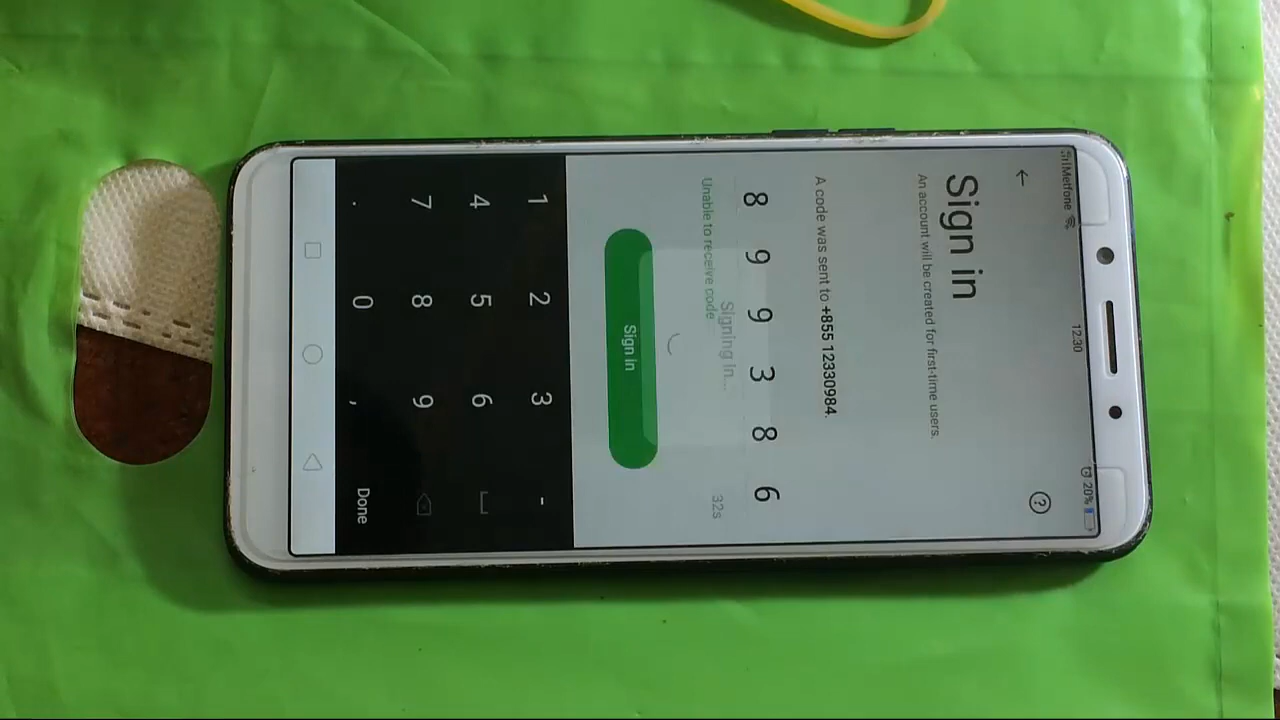 Metfone 12:30 20%
←
?
Sign in
An account will be created for first-time users.
A code was sent to +855 12330984.
8 9 9 3 8 6
Unable to receive code 32s
Signing in...
Sign in
1 2 3 -
4 5 6
7 8 9
. 0 , Done